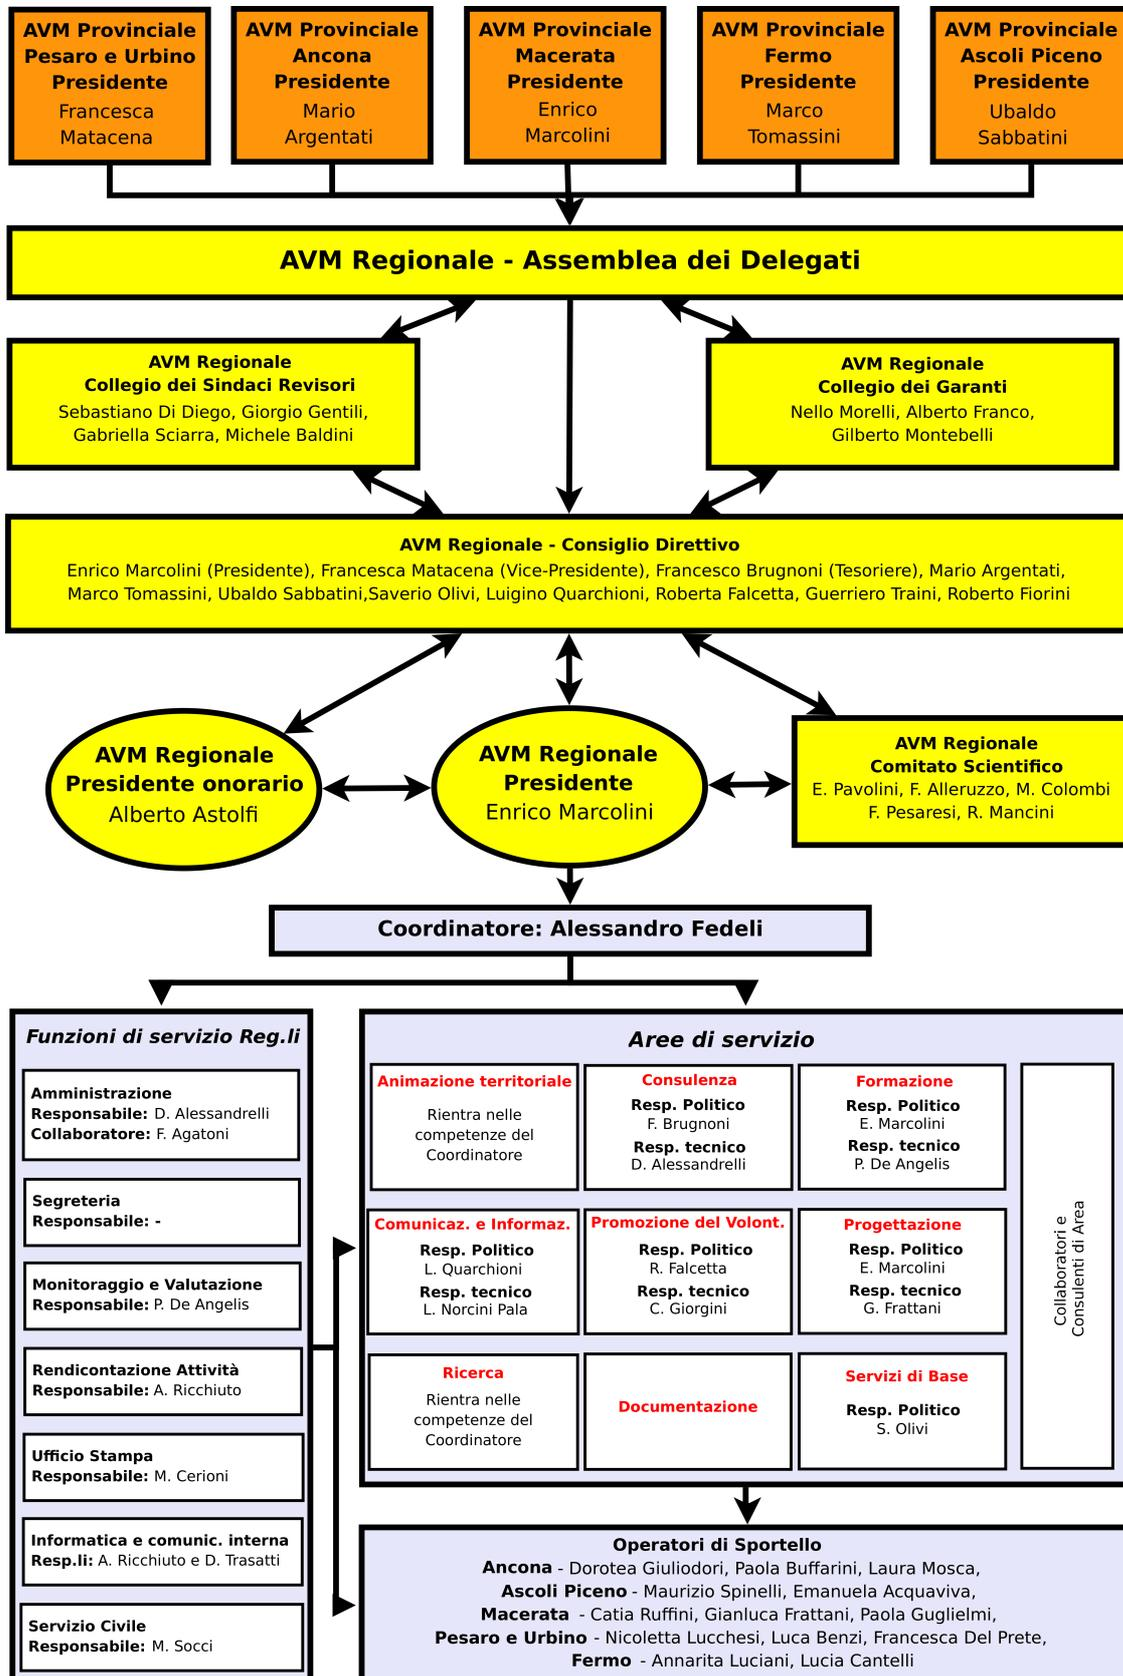 AVM Provinciale
Pesaro e Urbino
Presidente
Francesca
Matacena
AVM Provinciale
Ancona
Presidente
Mario
Argentati
AVM Provinciale
Macerata
Presidente
Enrico
Marcolini
AVM Provinciale
Fermo
Presidente
Marco
Tomassini
AVM Provinciale
Ascoli Piceno
Presidente
Ubaldo
Sabbatini
AVM Regionale - Assemblea dei Delegati
AVM Regionale
Collegio dei Sindaci Revisori
Sebastiano Di Diego, Giorgio Gentili,
Gabriella Sciarra, Michele Baldini
AVM Regionale
Collegio dei Garanti
Nello Morelli, Alberto Franco,
Gilberto Montebelli
AVM Regionale - Consiglio Direttivo
Enrico Marcolini (Presidente), Francesca Matacena (Vice-Presidente), Francesco Brugnoni (Tesoriere), Mario Argentati,
Marco Tomassini, Ubaldo Sabbatini,Saverio Olivi, Luigino Quarchioni, Roberta Falcetta, Guerriero Traini, Roberto Fiorini
AVM Regionale
Presidente onorario
Alberto Astolfi
AVM Regionale
Presidente
Enrico Marcolini
AVM Regionale
Comitato Scientifico
E. Pavolini, F. Alleruzzo, M. Colombi
F. Pesaresi, R. Mancini
Coordinatore: Alessandro Fedeli
Funzioni di servizio Reg.li
Amministrazione
Responsabile: D. Alessandrelli
Collaboratore: F. Agatoni
Segreteria
Responsabile: -
Monitoraggio e Valutazione
Responsabile: P. De Angelis
Rendicontazione Attività
Responsabile: A. Ricchiuto
Ufficio Stampa
Responsabile: M. Cerioni
Informatica e comunic. interna
Resp.li: A. Ricchiuto e D. Trasatti
Servizio Civile
Responsabile: M. Socci
Aree di servizio
Animazione territoriale
Rientra nelle
competenze del
Coordinatore
Consulenza
Resp. Politico
F. Brugnoni
Resp. tecnico
D. Alessandrelli
Formazione
Resp. Politico
E. Marcolini
Resp. tecnico
P. De Angelis
Comunicaz. e Informaz.
Resp. Politico
L. Quarchioni
Resp. tecnico
L. Norcini Pala
Promozione del Volont.
Resp. Politico
R. Falcetta
Resp. tecnico
C. Giorgini
Progettazione
Resp. Politico
E. Marcolini
Resp. tecnico
G. Frattani
Ricerca
Rientra nelle
competenze del
Coordinatore
Documentazione
Servizi di Base
Resp. Politico
S. Olivi
Collaboratori e
Consulenti di Area
Operatori di Sportello
Ancona - Dorotea Giuliodori, Paola Buffarini, Laura Mosca,
Ascoli Piceno - Maurizio Spinelli, Emanuela Acquaviva,
Macerata - Catia Ruffini, Gianluca Frattani, Paola Guglielmi,
Pesaro e Urbino - Nicoletta Lucchesi, Luca Benzi, Francesca Del Prete,
Fermo - Annarita Luciani, Lucia Cantelli